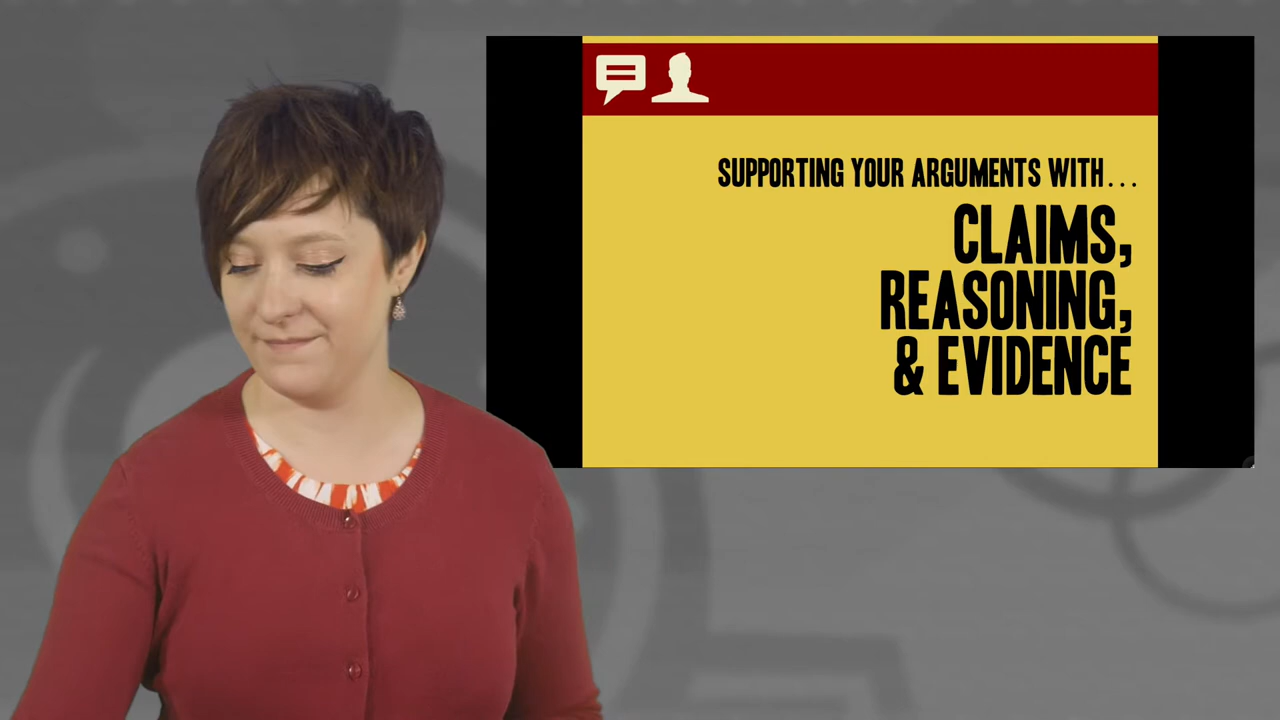 SUPPORTING YOUR ARGUMENTS WITH...
CLAIMS,
REASONING,
& EVIDENCE